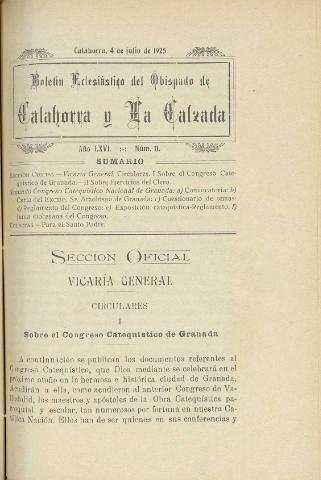 Calahorra, 4 de julio de 1925
Boletín Eclesiástico del Obispado de
Calahorra y La Calzada
Año LXVI. :-: Núm. 11.
SUMARIO
SECCIÓN OFICIAL—Vicaría General. Circulares. I Sobre el Congreso Cate-
quístico de Granada.—II Sobre Ejercicios del Clero.
Segundo Congreso Catequístico Nacional de Granada: a) Convocatoria: b)
Carta del Excmo. Sr. Arzobispo de Granada: c) Cuestionario de temas:
d) Reglamento del Congreso: e) Exposición catequística-Reglamento. f)
Junta diocesana del Congreso.
—Para el Santo Padre.
SECCION OFICIAL
VICARÍA GENERAL
CIRCULARES
I
Sobre el Congreso Catequístico de Granada
A continuación se publican los documentos referentes al
Congreso Catequístico, que Dios mediante se celebrará en el
próximo otoño en la hermosa e histórica ciudad de Granada.
Acudirán a ella, como acudieron al anterior Congreso de Va-
lladolid, los maestros y apóstoles de la Obra Catequística pa-
rroquial y escolar, tan numerosos por fortuna en nuestra Ca-
tólica Nación. Ellos han de ser quienes en sus conferencias y